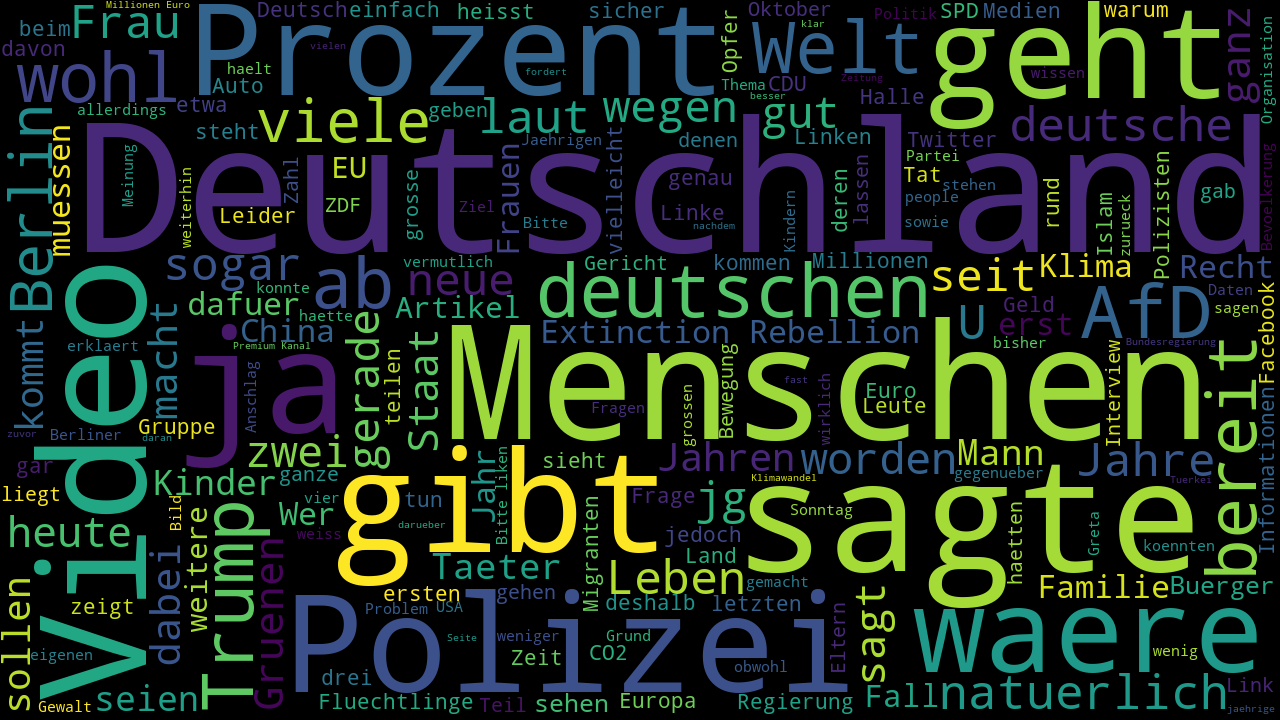 Millionen Euro
beim Frau
davon
wohl
allerdings
etwa
Prozent
vielen
haelt
Auto
Deutsch einfach heisst sicher
fordert
Opfer
Oktober
klar
Politik SPD Medien warum
Welt
geht
wissen
ganz
Organisation
Thema CDU Zeitung
besser
Halle
steht viele
geben laut wegen gut
Jaehrigen denen Linken Twitter deutsche
Berlin
muessen
Deutschland
Meinung
weiterhin
Zahl EU
Leider ZDF
grosse
Ziel
Frauen
Bitte
vielleicht
genau
Linke
nachdem
Kindern
deren
lassen
Partei
Tat stehen
people
sowie
rund
Islam
zurueck
Polizisten
gab
Bevoelkerung
sogar ab
vermutlich
neue
Gericht kommen Millionen
seit Klima Recht
Daten
dafuer konnte
haette
Artikel
deutschen
U Geld
erst
AfD sagen
Facebook
kommt
Video
erklaert
macht
China
Premium Kanal
gerade
Staat
Extinction Rebellion
bisher
Bundesregierung
ja
Anschlag
teilen
Menschen
Bewegung
grossen
Fragen
fast
wirklich
Euro
Leute
Interview
bereit
Informationen
zuvor Berliner
daran
Gruppe
zwei
gar
liegt
Kinder ganze
vier
Jahr
Bitte liken
sieht
Jahren worden Mann Jahre
gegenueber
Klimawandel
Tuerkei
heute
Bild
weitere
Trump
Wer tun
weiss darueber
gibt
Migranten
Frage jg
jedoch
Land
Sonntag
sagte
haetten
Greta
koennten
sollen
dabei
zeigt
Gruenen
Taeter
ersten gehen
Leben gemacht
Familie Buerger
Problem USA
deshalb letzten
Polizei
Seite weniger Grund
Zeit CO2
obwohl
Eltern
sagt
waere
wenig
eigenen
Gewalt seien
drei
Fluechtlinge Teil sehen Europa Regierung Fall natuerlich Link
jaehrige